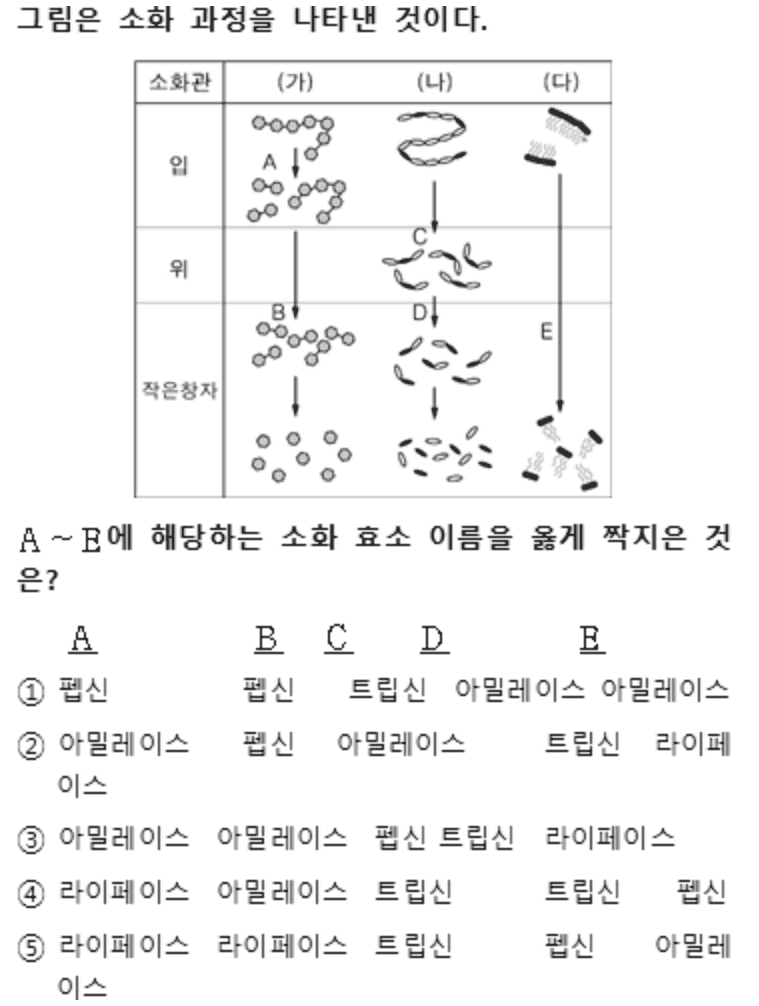 그림은 소화 과정을 나타낸 것이다.
소화관 (가) (나) (다)
입
A
C
위
B D
E
작은창자
A ~ E에 해당하는 소화 효소 이름을 옳게 짝지은 것
은?
A B C D E
① 펩신 펩신 트립신 아밀레이스 아밀레이스
② 아밀레이스 펩신 아밀레이스 트립신 라이페
이스
③ 아밀레이스 아밀레이스 펩신 트립신 라이페이스
④ 라이페이스 아밀레이스 트립신 트립신 펩신
⑤ 라이페이스 라이페이스 트립신 펩신 아밀레
이스